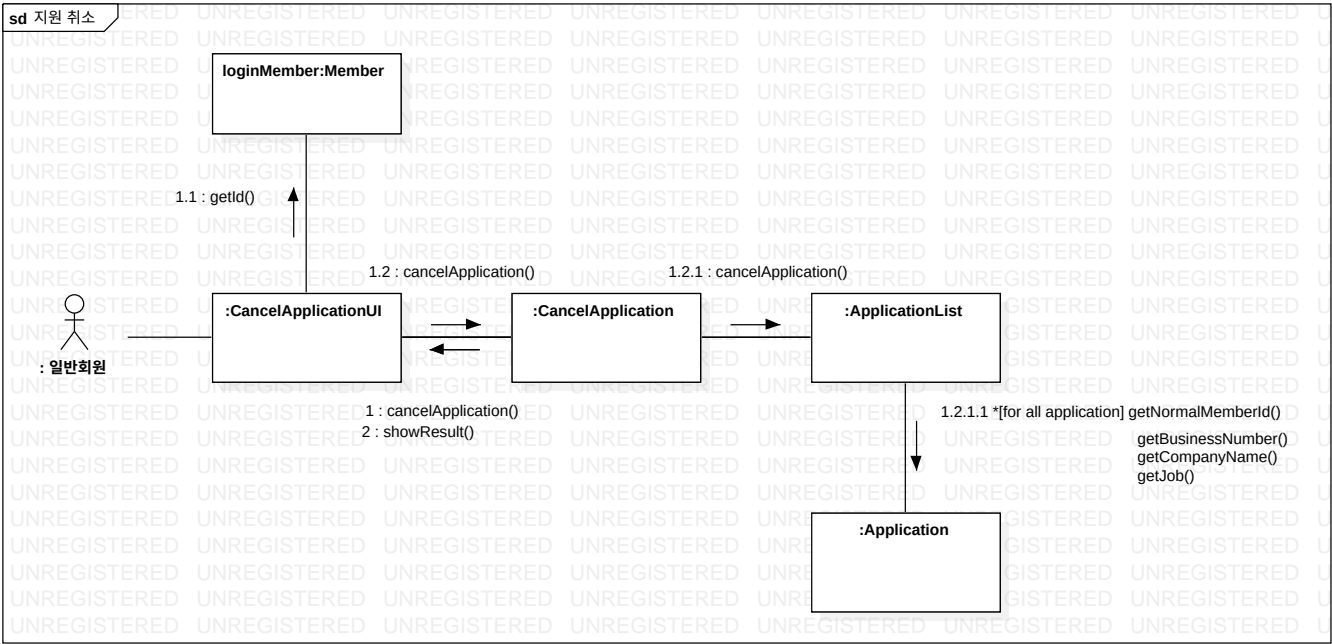 sd 지원 취소
loginMember:Member
1.1 : getId()
1.2 : cancelApplication()
1.2.1 : cancelApplication()
:CancelApplicationUI
:CancelApplication
:ApplicationList
: 일반회원
1 : cancelApplication()
2 : showResult()
1.2.1.1 *[for all application] getNormalMemberId()
getBusinessNumber()
getCompanyName()
getJob()
:Application
UNREGISTERED